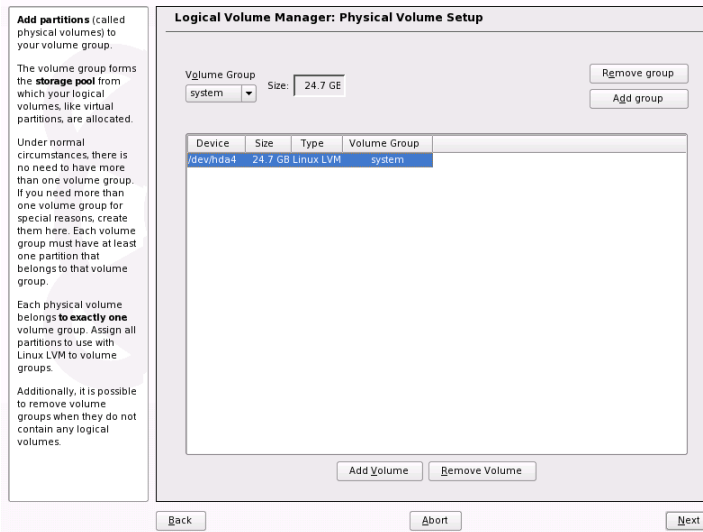 Add partitions (called
physical volumes) to
your volume group.
The volume group forms
the storage pool from
which your logical
volumes, like virtual
partitions, are allocated.
Under normal
circumstances, there is
no need to have more
than one volume group.
If you need more than
one volume group for
special reasons, create
them here. Each volume
group must have at least
one partition that
belongs to that volume
group.
Each physical volume
belongs to exactly one
volume group. Assign all
partitions to use with
Linux LVM to volume
groups.
Additionally, it is possible
to remove volume
groups when they do not
contain any logical
volumes.
Logical Volume Manager: Physical Volume Setup
Volume Group
system
Size: 24.7 GE
Remove group
Add group
Device Size Type Volume Group
/dev/hda4 24.7 GB Linux LVM system
Add Volume Remove Volume
Back Abort Next